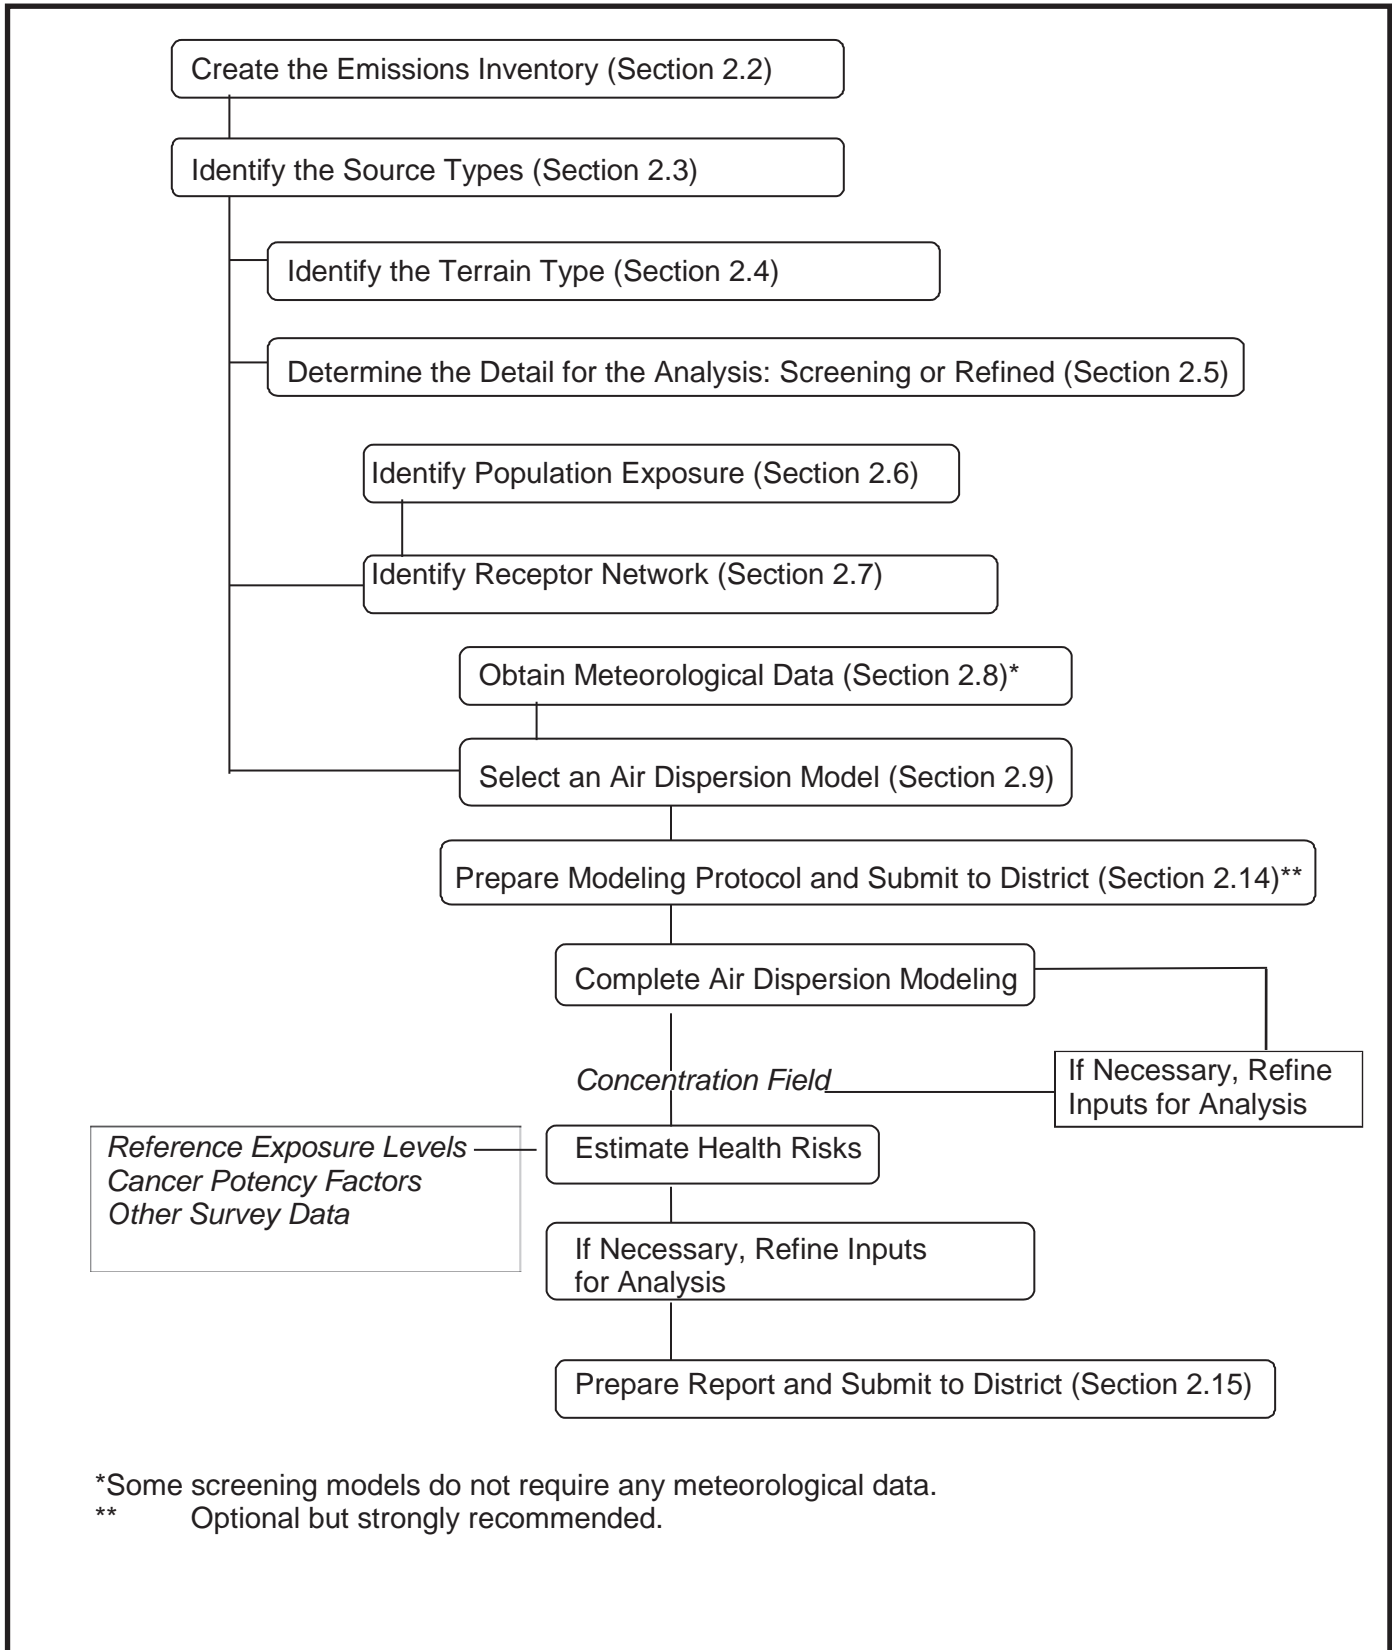 Create the Emissions Inventory (Section 2.2)
Identify the Source Types (Section 2.3)
Identify the Terrain Type (Section 2.4)
Determine the Detail for the Analysis: Screening or Refined (Section 2.5)
Identify Population Exposure (Section 2.6)
Identify Receptor Network (Section 2.7)
Obtain Meteorological Data (Section 2.8)*
Select an Air Dispersion Model (Section 2.9)
Prepare Modeling Protocol and Submit to District (Section 2.14)**
Complete Air Dispersion Modeling
Concentration Field
If Necessary, Refine
Inputs for Analysis
Reference Exposure Levels
Cancer Potency Factors
Other Survey Data
Estimate Health Risks
If Necessary, Refine Inputs
for Analysis
Prepare Report and Submit to District (Section 2.15)
*Some screening models do not require any meteorological data.
** Optional but strongly recommended.